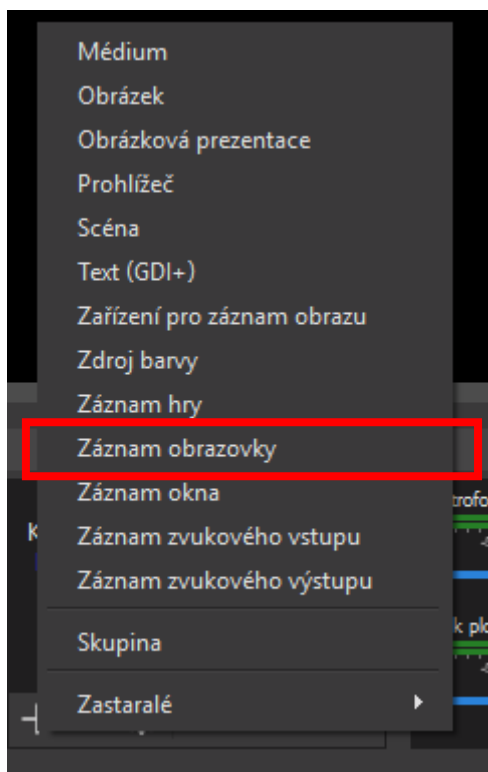 Médium
Obrázek
Obrázková prezentace
Prohlížeč
Scéna
Text (GDI+)
Zařízení pro záznam obrazu
Zdroj barvy
Záznam hry
Záznam obrazovky
Záznam okna
Záznam zvukového vstupu
Záznam zvukového výstupu
Skupina
Zastaralé